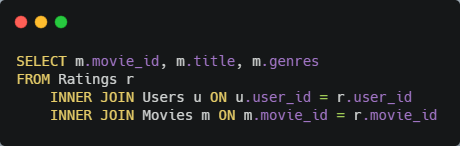 SELECT m.movie_id, m.title, m.genres
FROM Ratings r
    INNER JOIN Users u ON u.user_id = r.user_id
    INNER JOIN Movies m ON m.movie_id = r.movie_id